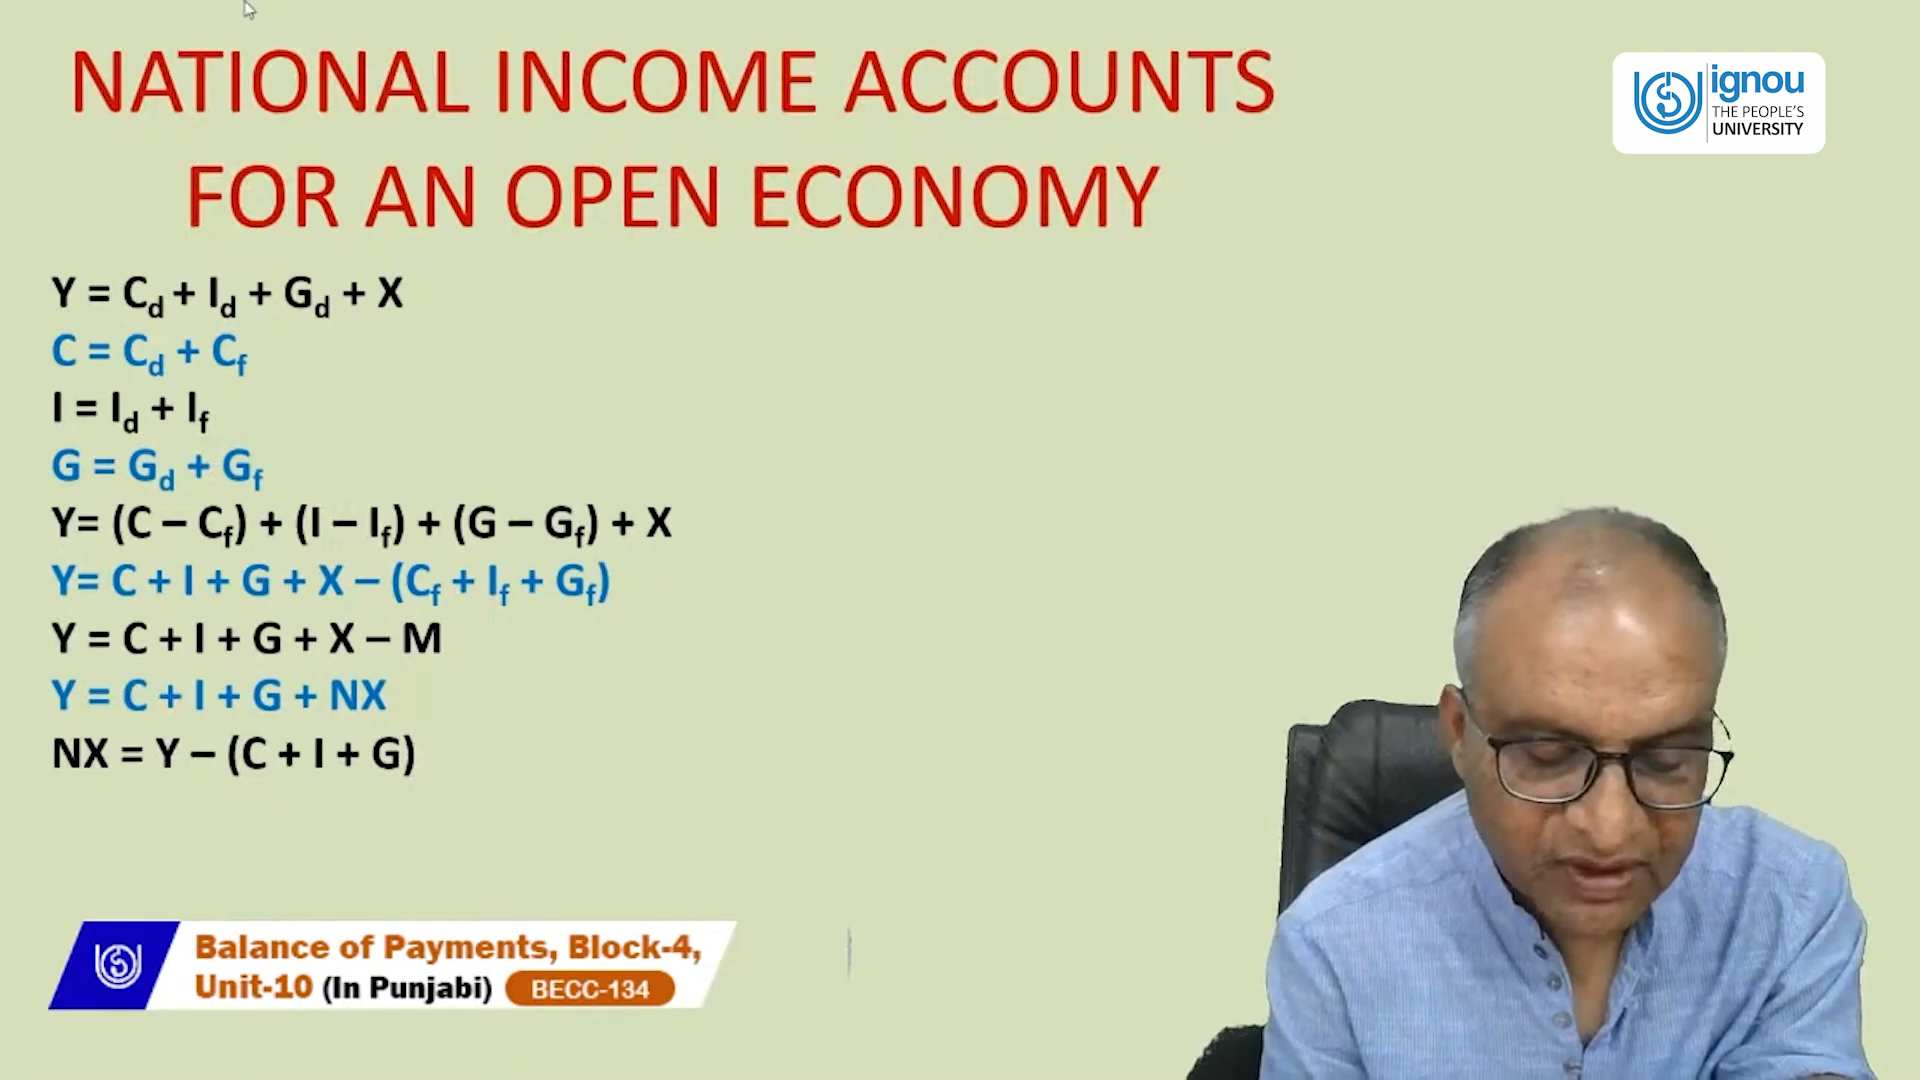 NATIONAL INCOME ACCOUNTS
FOR AN OPEN ECONOMY
ignou
THE PEOPLE'S
UNIVERSITY
Y = Cd + Id + Gd + X
C = Cd + Cf
I = Id + If
G = Gd + Gf
Y= (C – Cf) + (I – If) + (G – Gf) + X
Y= C + I + G + X – (Cf + If + Gf)
Y = C + I + G + X – M
Y = C + I + G + NX
NX = Y – (C + I + G)
Balance of Payments, Block-4,
Unit-10 (In Punjabi) BECC-134